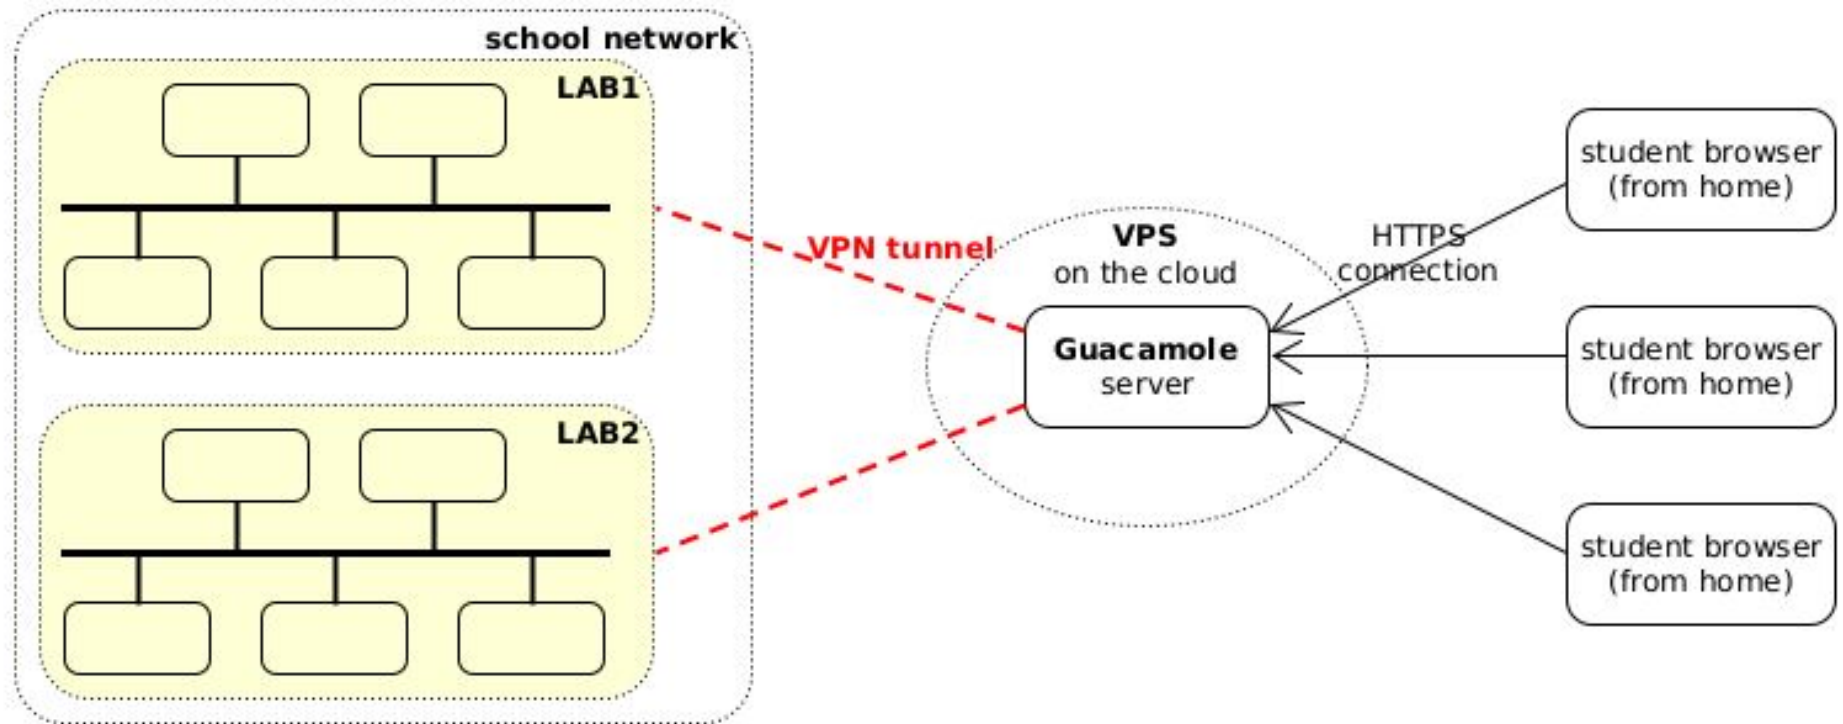 school network
LAB1
LAB2
VPN tunnel
VPS
on the cloud
Guacamole
server
HTTPS
connection
student browser
(from home)
student browser
(from home)
student browser
(from home)